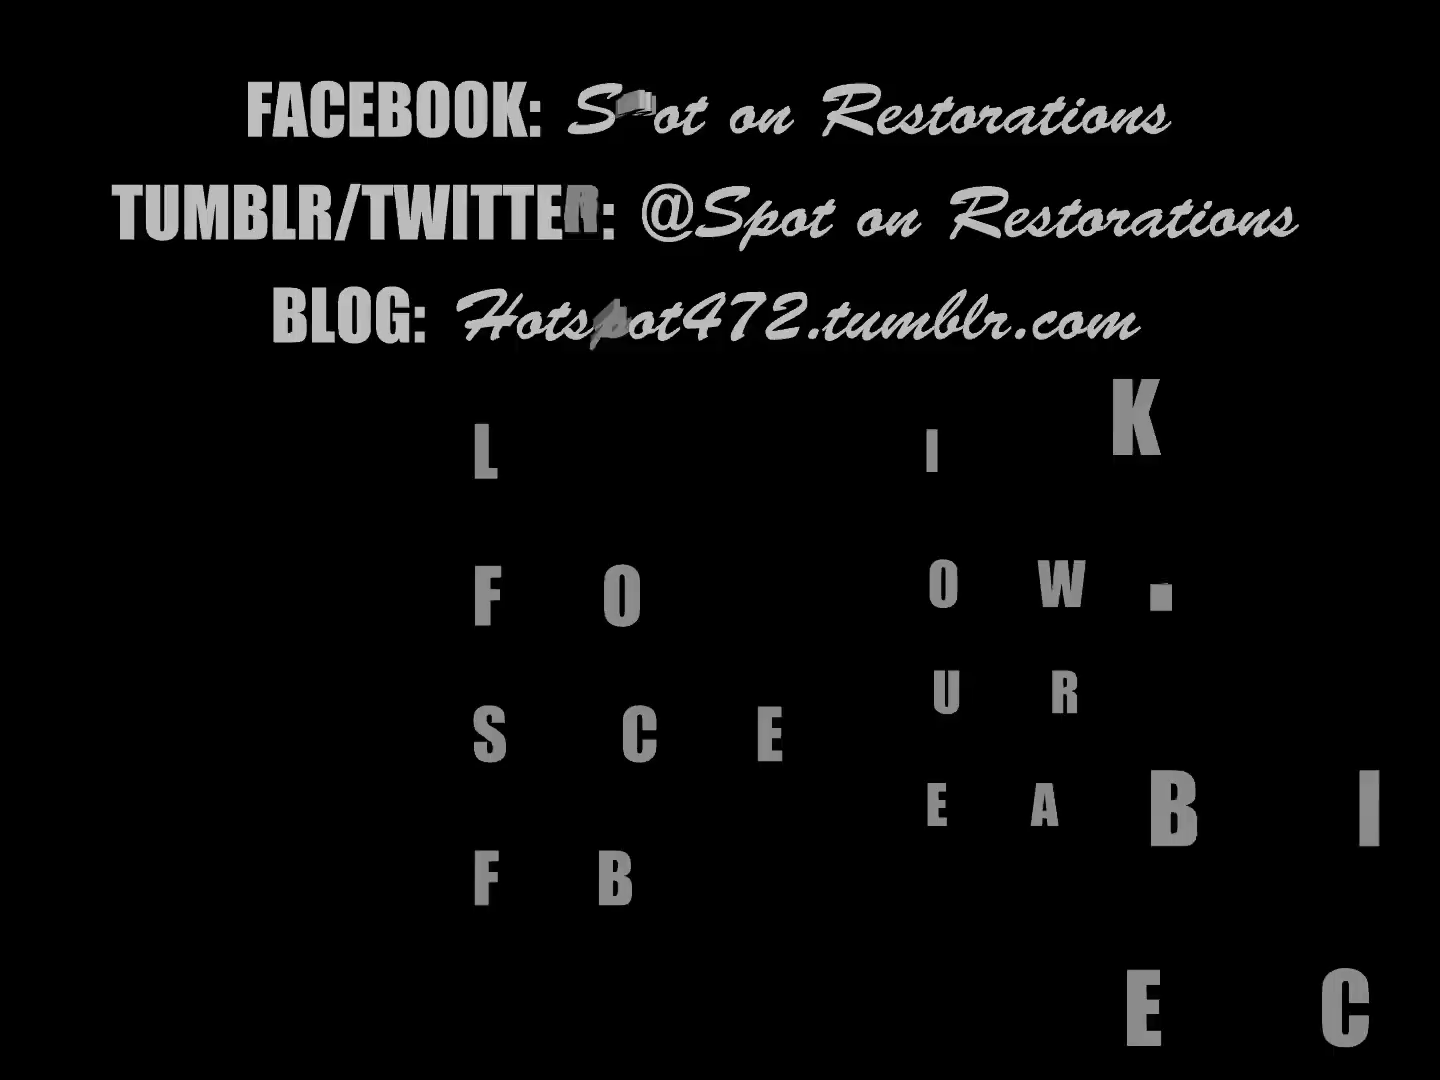 FACEBOOK: Spot on Restorations
TUMBLR/TWITTER: @Spot on Restorations
BLOG: Hotspot472.tumblr.com
L I K
F O O W .
S C E U R
E A B I
F B
E C